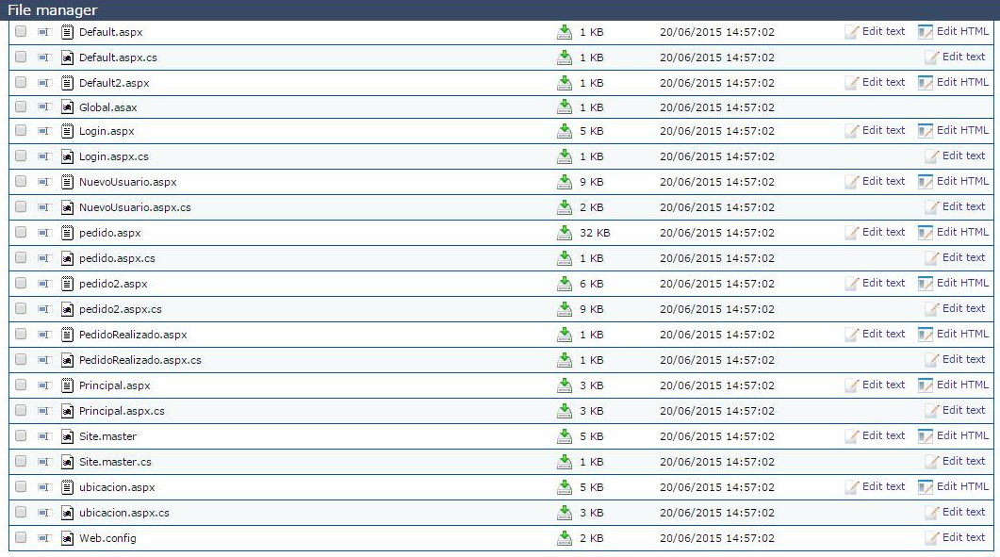 File manager
Default.aspx 1 KB 20/06/2015 14:57:02 Edit text Edit HTML
Default.aspx.cs 1 KB 20/06/2015 14:57:02 Edit text
Default2.aspx 1 KB 20/06/2015 14:57:02 Edit text Edit HTML
Global.asax 1 KB 20/06/2015 14:57:02
Login.aspx 5 KB 20/06/2015 14:57:02 Edit text Edit HTML
Login.aspx.cs 1 KB 20/06/2015 14:57:02 Edit text
NuevoUsuario.aspx 9 KB 20/06/2015 14:57:02 Edit text Edit HTML
NuevoUsuario.aspx.cs 2 KB 20/06/2015 14:57:02 Edit text
pedido.aspx 32 KB 20/06/2015 14:57:02 Edit text Edit HTML
pedido.aspx.cs 1 KB 20/06/2015 14:57:02 Edit text
pedido2.aspx 6 KB 20/06/2015 14:57:02 Edit text Edit HTML
pedido2.aspx.cs 9 KB 20/06/2015 14:57:02 Edit text
PedidoRealizado.aspx 1 KB 20/06/2015 14:57:02 Edit text Edit HTML
PedidoRealizado.aspx.cs 1 KB 20/06/2015 14:57:02 Edit text
Principal.aspx 3 KB 20/06/2015 14:57:02 Edit text Edit HTML
Principal.aspx.cs 3 KB 20/06/2015 14:57:02 Edit text
Site.master 5 KB 20/06/2015 14:57:02 Edit text Edit HTML
Site.master.cs 1 KB 20/06/2015 14:57:02 Edit text
ubicacion.aspx 5 KB 20/06/2015 14:57:02 Edit text Edit HTML
ubicacion.aspx.cs 3 KB 20/06/2015 14:57:02 Edit text
Web.config 2 KB 20/06/2015 14:57:02 Edit text